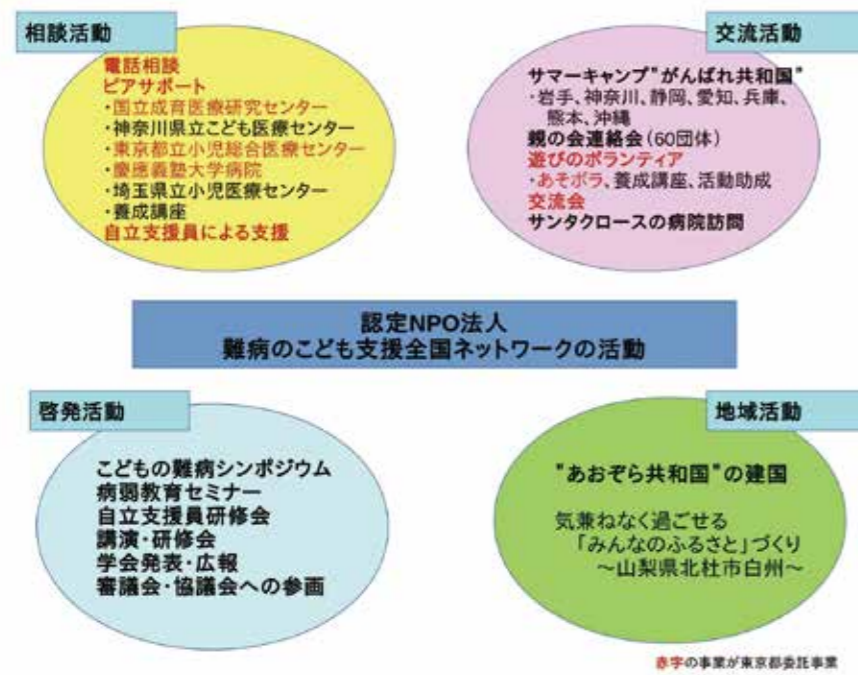 相談活動
電話相談
ピアサポート
・国立成育医療研究センター
・神奈川県立こども医療センター
・東京都立小児総合医療センター
・慶應義塾大学病院
・埼玉県立小児医療センター
・養成講座
自立支援員による支援
交流活動
サマーキャンプ"がんばれ共和国"
・岩手、神奈川、静岡、愛知、兵庫、
熊本、沖縄
親の会連絡会(60団体)
遊びのボランティア
・あそボラ、養成講座、活動助成
交流会
サンタクロースの病院訪問
認定NPO法人
難病のこども支援全国ネットワークの活動
啓発活動
こどもの難病シンポジウム
病弱教育セミナー
自立支援員研修会
講演・研修会
学会発表・広報
審議会・協議会への参画
地域活動
"あおぞら共和国"の建国
気兼ねなく過ごせる
「みんなのふるさと」づくり
～山梨県北杜市白州～
赤字の事業が東京都委託事業